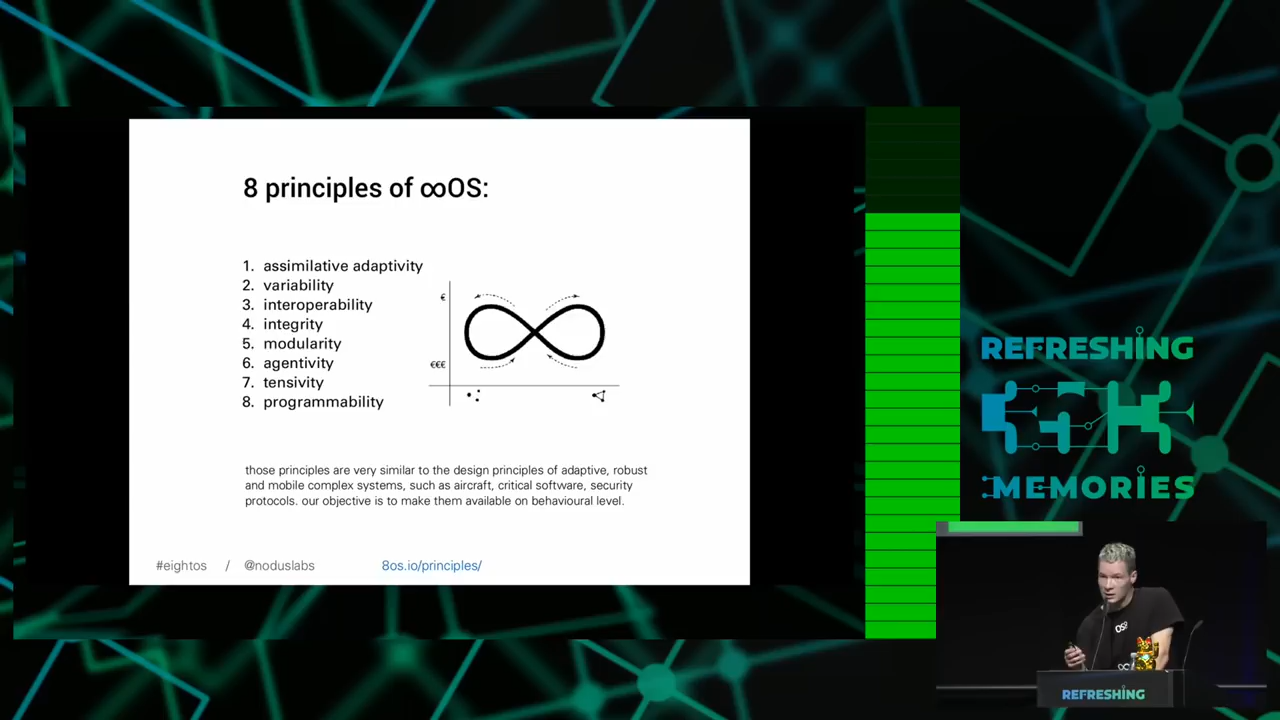 8 principles of ∞OS:
1. assimilative adaptivity
2. variability
3. interoperability
4. integrity
5. modularity
6. agentivity
7. tensivity
8. programmability
€
€€€
those principles are very similar to the design principles of adaptive, robust
and mobile complex systems, such as aircraft, critical software, security
protocols. our objective is to make them available on behavioural level.
#eightos / @noduslabs 8os.io/principles/
REFRESHING
MEMORIES
REFRESHING